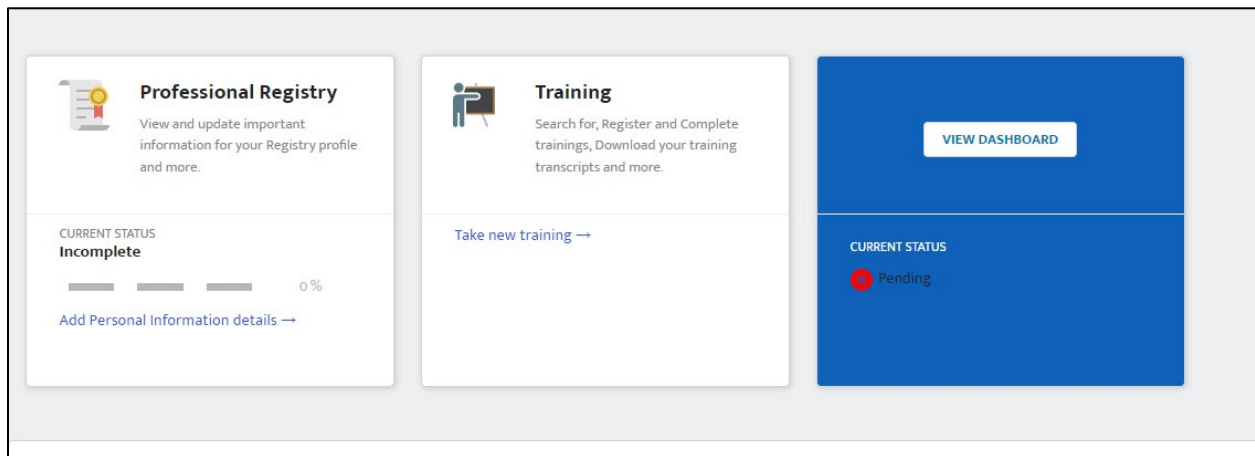 Professional Registry
View and update important
information for your Registry profile
and more.
CURRENT STATUS
Incomplete
0%
Add Personal Information details →
Training
Search for, Register and Complete
trainings, Download your training
transcripts and more.
Take new training →
VIEW DASHBOARD
CURRENT STATUS
Pending